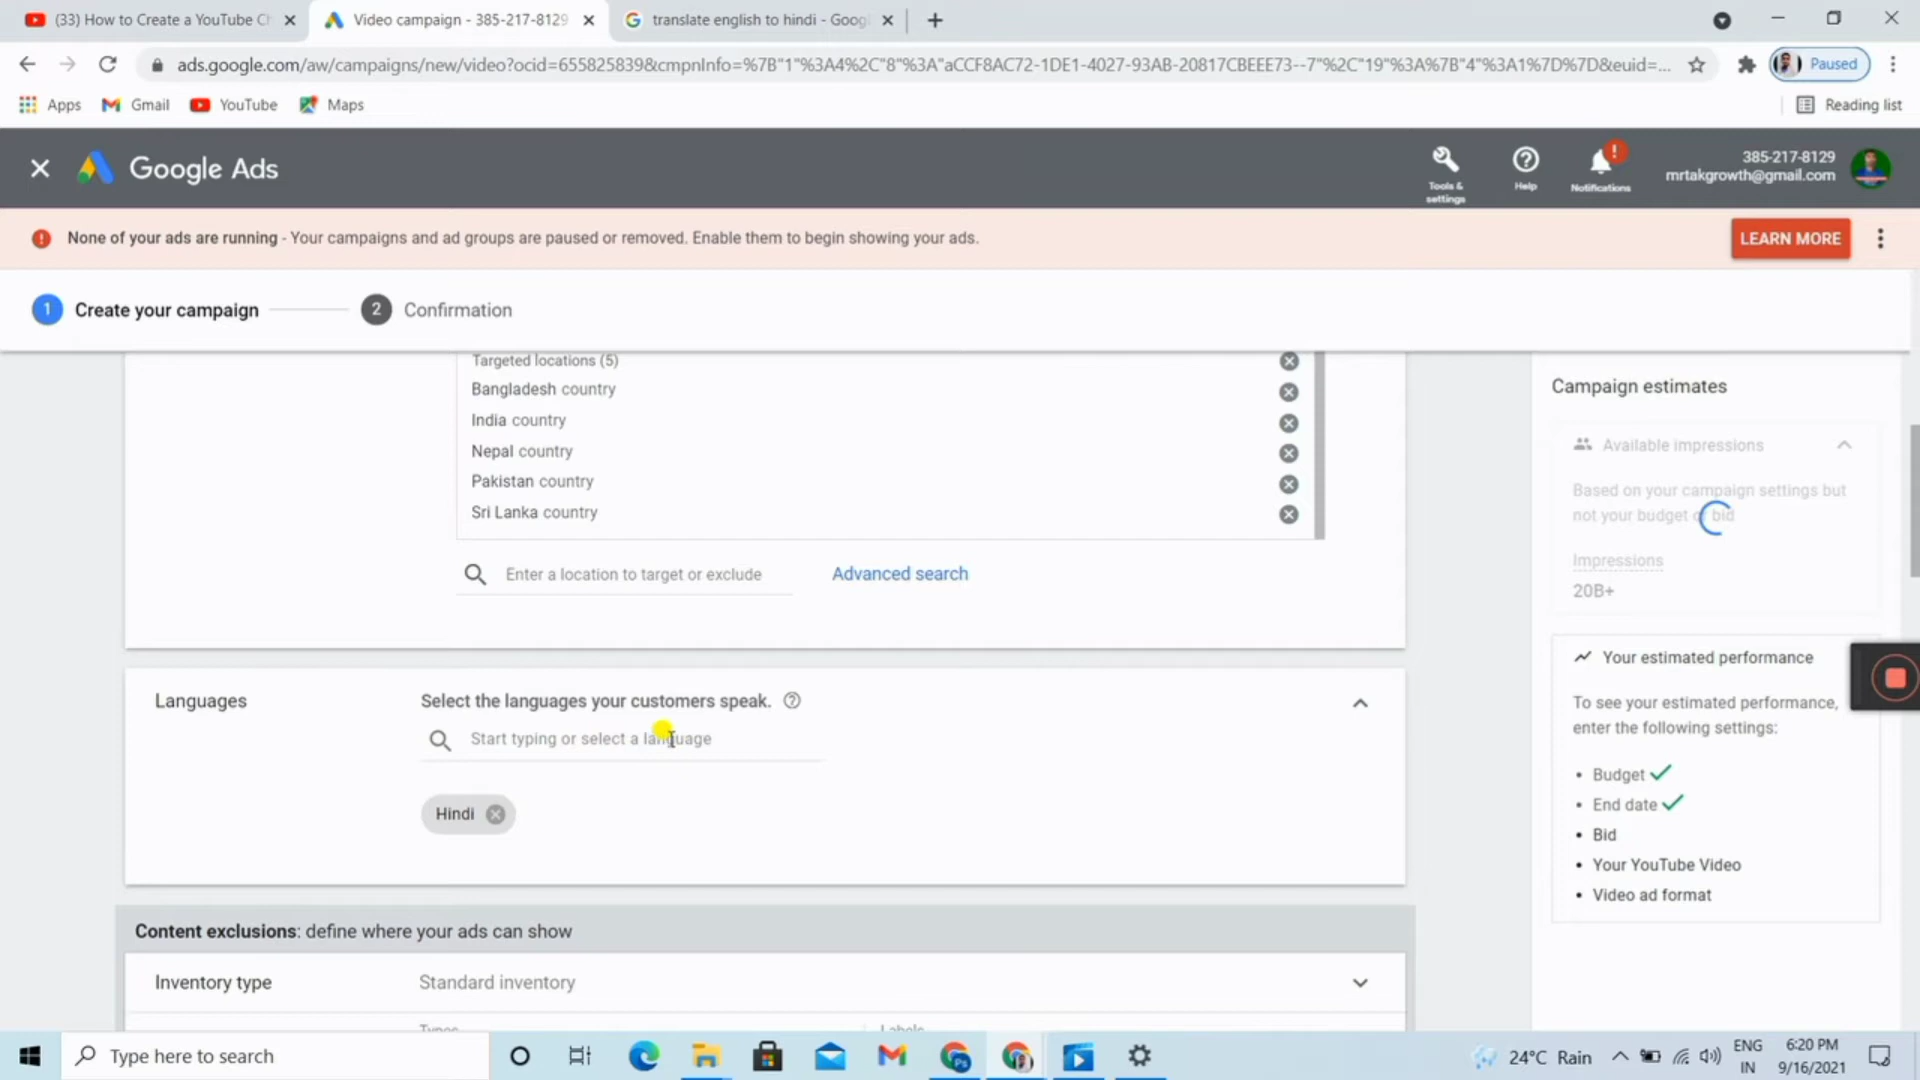 (33) How to Create a YouTube Ch
Video campaign - 385-217-8129
translate english to hindi - Goog
ads.google.com/aw/campaigns/new/video?ocid=655825839&cmpnInfo=%7B"1"%3A4%2C"8"%3A"aCCF8AC72-1DE1-4027-93AB-20817CBEEE73--7"%2C"19"%3A%7B"4"%3A1%7D%7D&euid=...
Paused
Apps
Gmail
YouTube
Maps
Reading list
Google Ads
Tools & settings
Help
Notifications
385-217-8129
mrtakgrowth@gmail.com
None of your ads are running - Your campaigns and ad groups are paused or removed. Enable them to begin showing your ads.
LEARN MORE
1 Create your campaign
2 Confirmation
Targeted locations (5)
Bangladesh country
India country
Nepal country
Pakistan country
Sri Lanka country
Enter a location to target or exclude
Advanced search
Languages
Select the languages your customers speak.
Start typing or select a language
Hindi
Content exclusions: define where your ads can show
Inventory type
Standard inventory
Types
Labels
Campaign estimates
Available impressions
Based on your campaign settings but
not your budget or bid
Impressions
20B+
Your estimated performance
To see your estimated performance,
enter the following settings:
• Budget
• End date
• Bid
• Your YouTube Video
• Video ad format
Type here to search
24°C Rain
ENG
IN
6:20 PM
9/16/2021